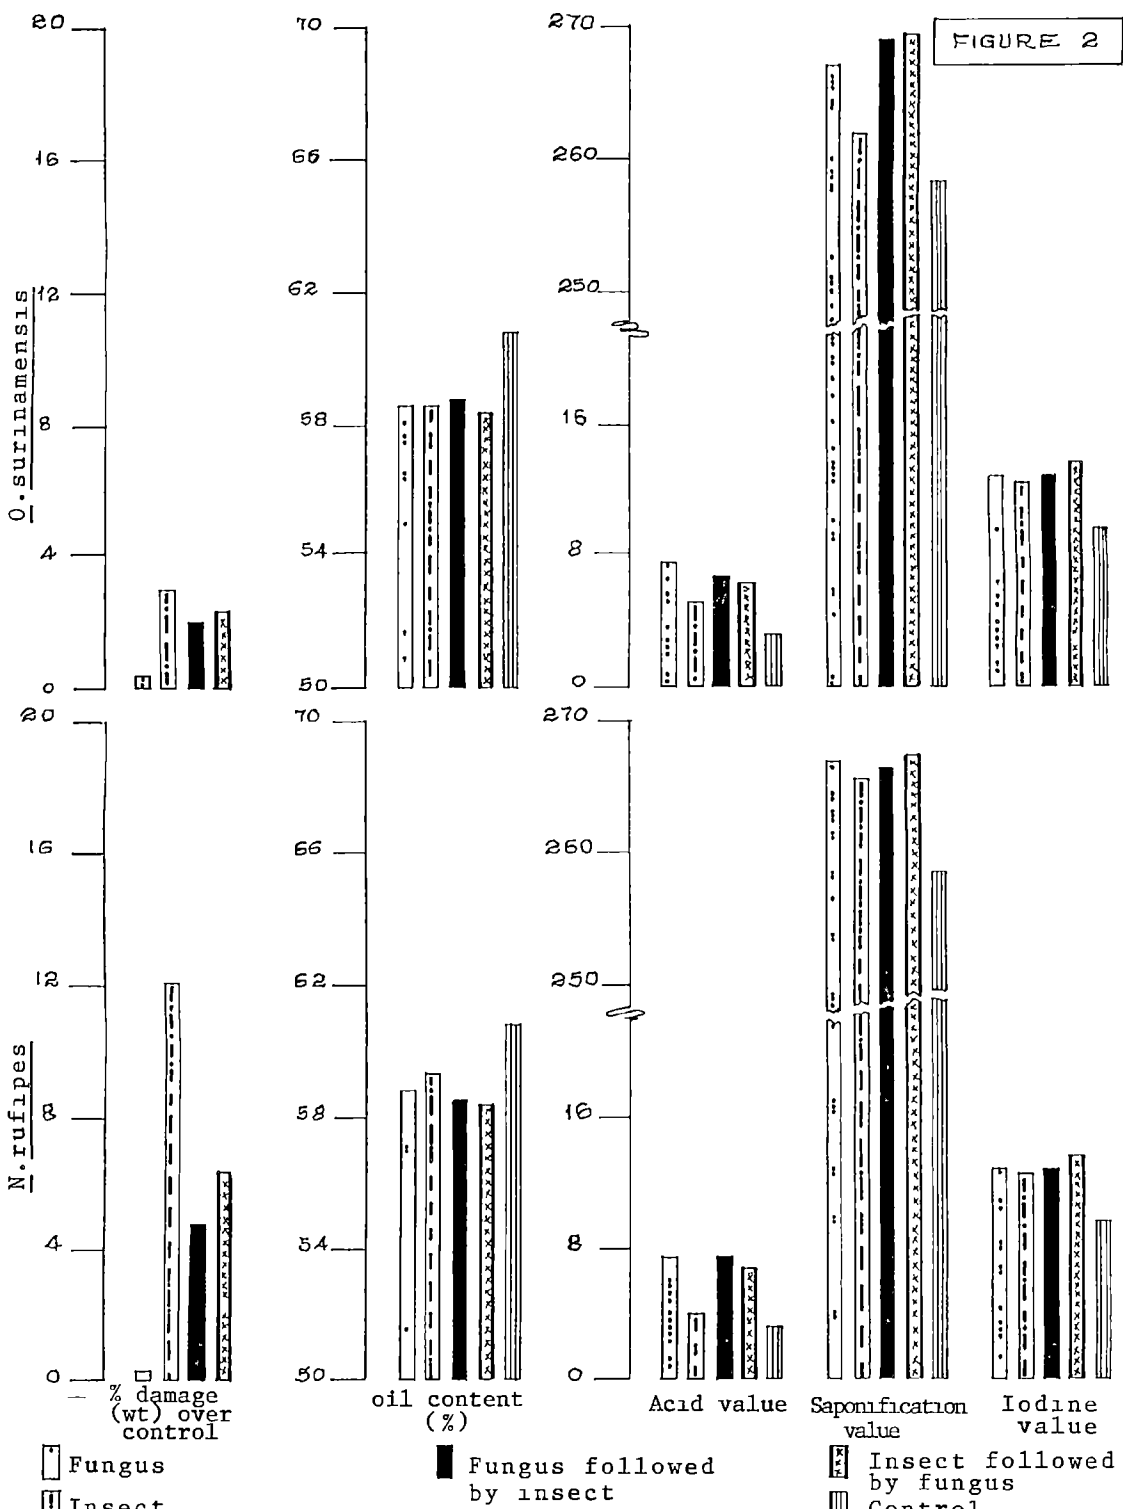 FIGURE 2
O.surinamensis
20
16
12
8
4
0
70
66
62
58
54
50
270
260
250
16
8
0
N.rufipes
20
16
12
8
4
0
70
66
62
58
54
50
270
260
250
16
8
0
% damage
(wt) over
control
oil content
(%)
Acid value
Saponification
value
Iodine
value
Fungus
Insect
Fungus followed
by insect
Insect followed
by fungus
Control